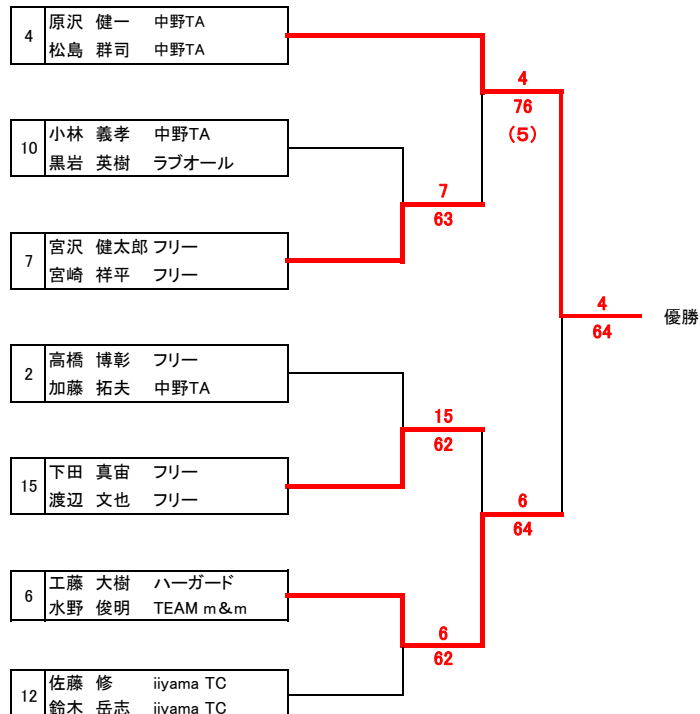 4 原沢 健一 中野TA
松島 群司 中野TA
4
76
(5)
10 小林 義孝 中野TA
黒岩 英樹 ラブオール
7
63
7 宮沢 健太郎 フリー
宮崎 祥平 フリー
4
64
優勝
2 高橋 博彰 フリー
加藤 拓夫 中野TA
15
62
15 下田 真宙 フリー
渡辺 文也 フリー
6
64
6 工藤 大樹 ハーガード
水野 俊明 TEAM m&m
6
62
12 佐藤 修 iiyama TC
鈴木 岳志 iiyama TC